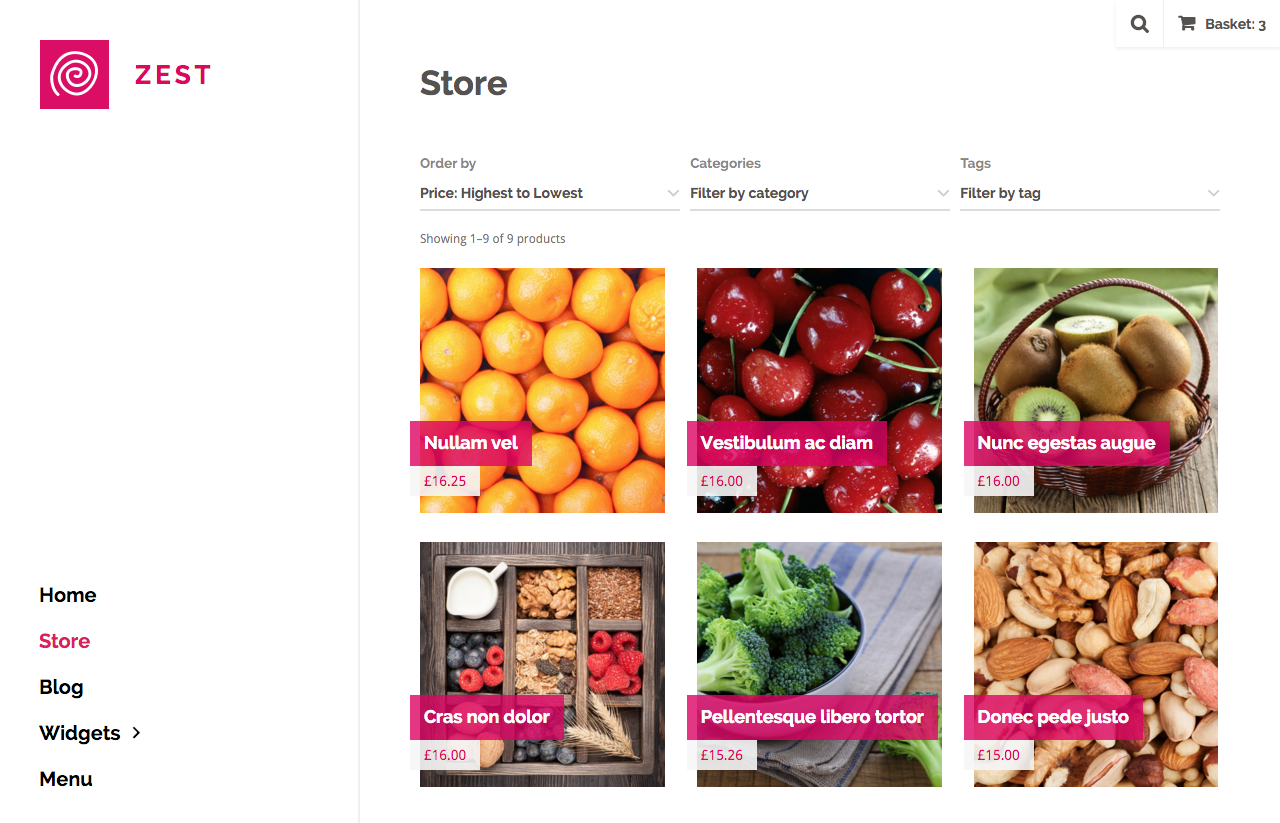 ZEST
Basket: 3
Store
Order by
Price: Highest to Lowest
Categories
Filter by category
Tags
Filter by tag
Showing 1–9 of 9 products
Nullam vel
£16.25
Vestibulum ac diam
£16.00
Nunc egestas augue
£16.00
Cras non dolor
£16.00
Pellentesque libero tortor
£15.26
Donec pede justo
£15.00
Home
Store
Blog
Widgets
Menu